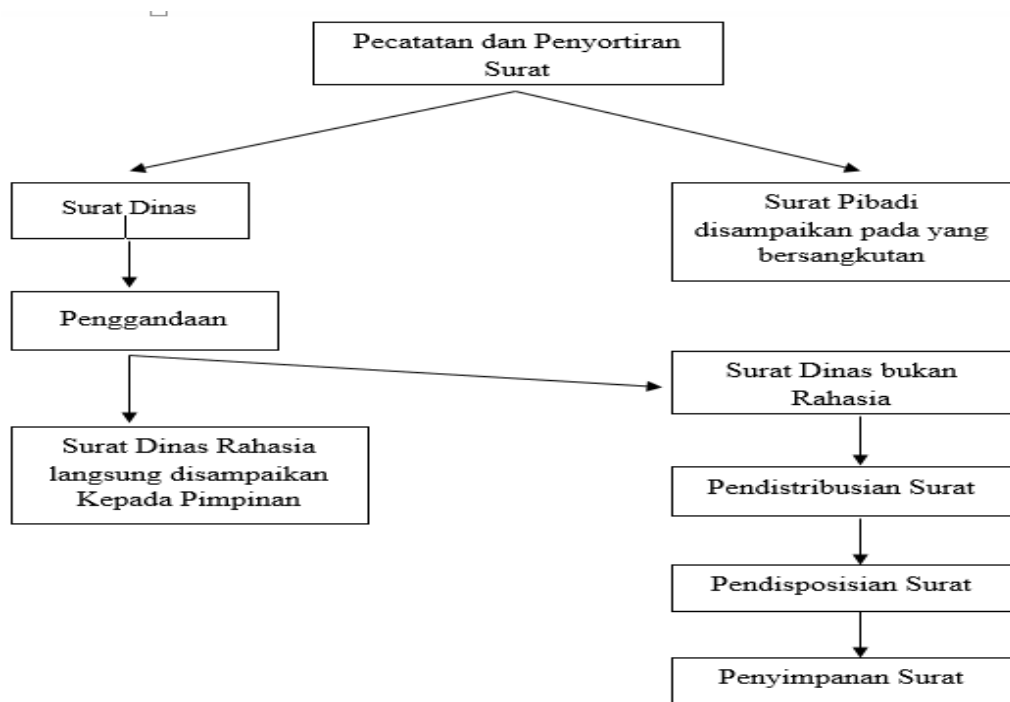 Pecatatan dan Penyortiran
Surat
Surat Dinas
Surat Pibadi
disampaikan pada yang
bersangkutan
Penggandaan
Surat Dinas bukan
Rahasia
Surat Dinas Rahasia
langsung disampaikan
Kepada Pimpinan
Pendistribusian Surat
Pendisposisian Surat
Penyimpanan Surat